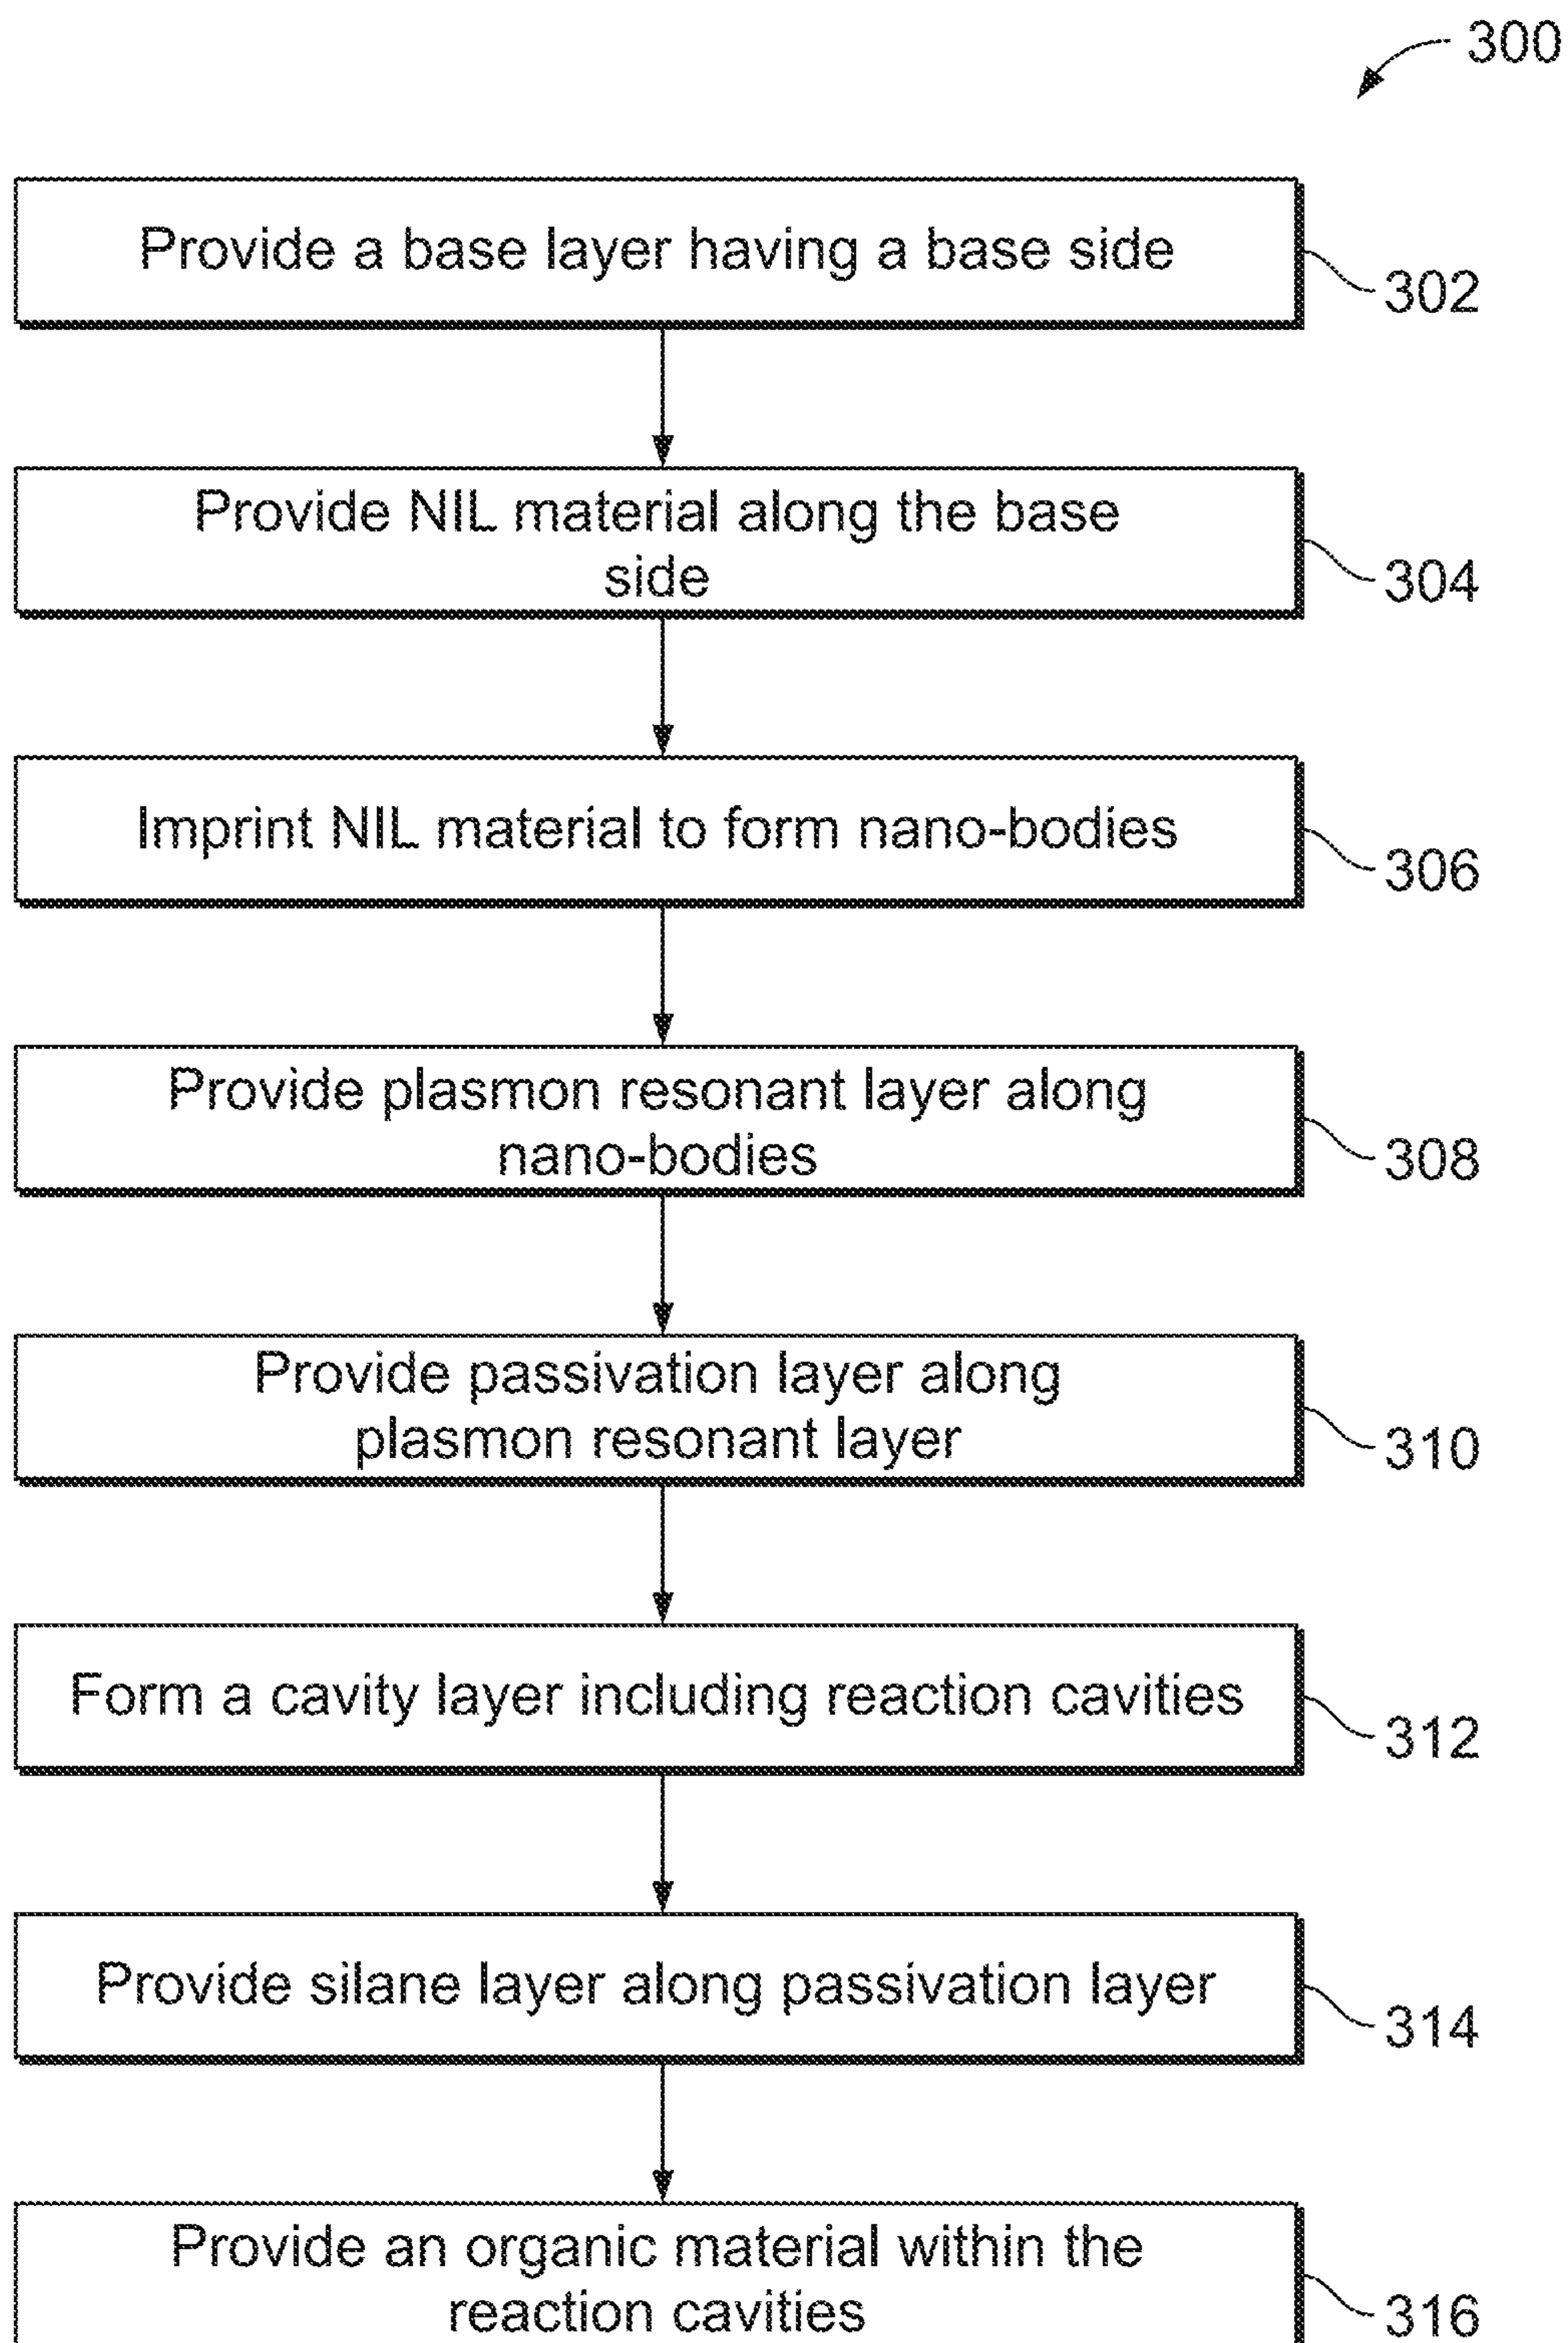 300
Provide a base layer having a base side
302
Provide NIL material along the base
side
304
Imprint NIL material to form nano-bodies
306
Provide plasmon resonant layer along
nano-bodies
308
Provide passivation layer along
plasmon resonant layer
310
Form a cavity layer including reaction cavities
312
Provide silane layer along passivation layer
314
Provide an organic material within the
reaction cavities
316